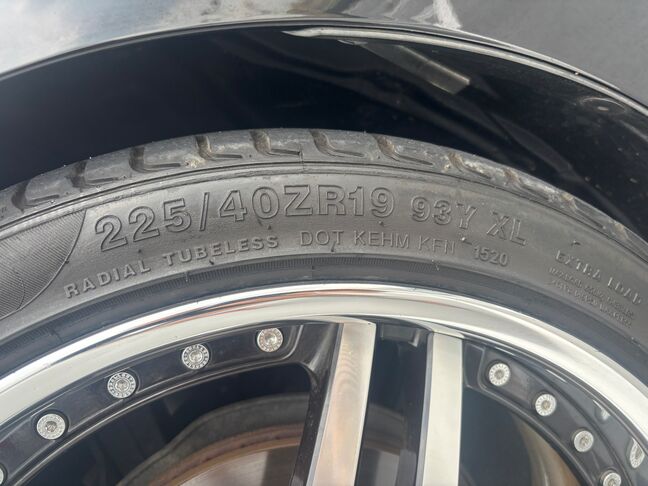 225/40ZR19 93Y XL
RADIAL TUBELESS DOT KEHM KFN 1520
EXTRA LOAD